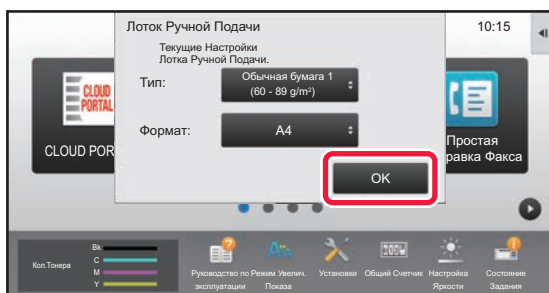 Лоток Ручной Подачи
10:15
Текущие Настройки
Лотка Ручной Подачи.
Тип:
Обычная бумага 1
(60 - 89 g/m²)
Формат:
A4
OK
CLOUD
PORTAL
CLOUD POR
Простая
равка Факса
Кол.Тонера
Bk
C
M
Y
Руководство по
эксплуатации
Режим Увелич.
Показа
Установки
Общий Счетчик
Настройка
Яркости
Состояние
Задания